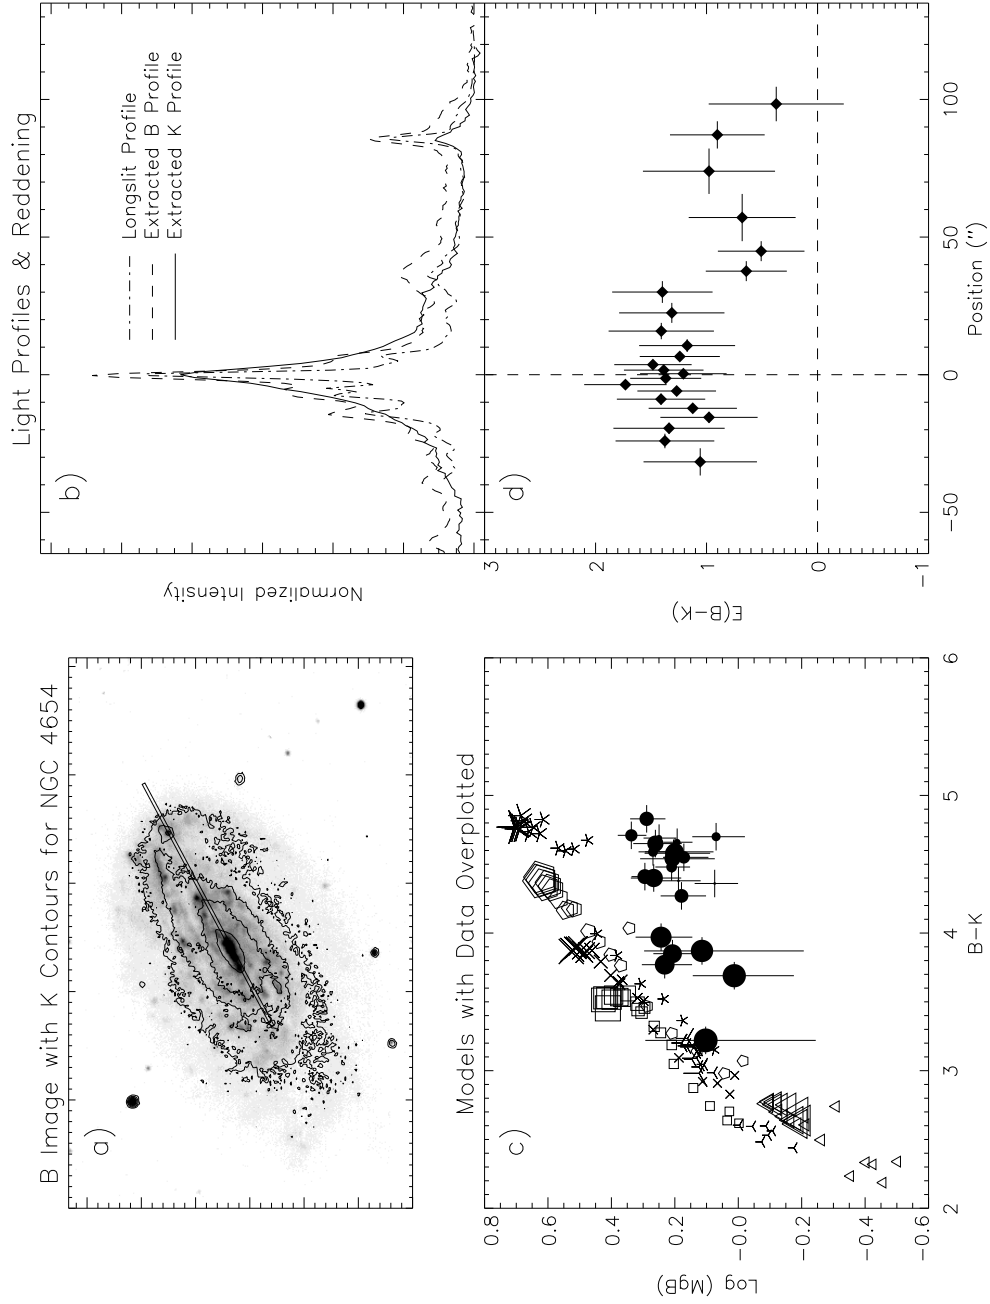 B Image with K Contours for NGC 4654
a)
Light Profiles & Reddening
b)
Longslit Profile
Extracted B Profile
Extracted K Profile
Normalized Intensity
Models with Data Overplotted
c)
0.8
0.6
0.4
0.2
−0.0
−0.2
−0.4
−0.6
Log (MgB)
2
3
4
5
6
B−K
d)
3
2
1
0
−1
E(B−K)
−50
0
50
100
Position (")